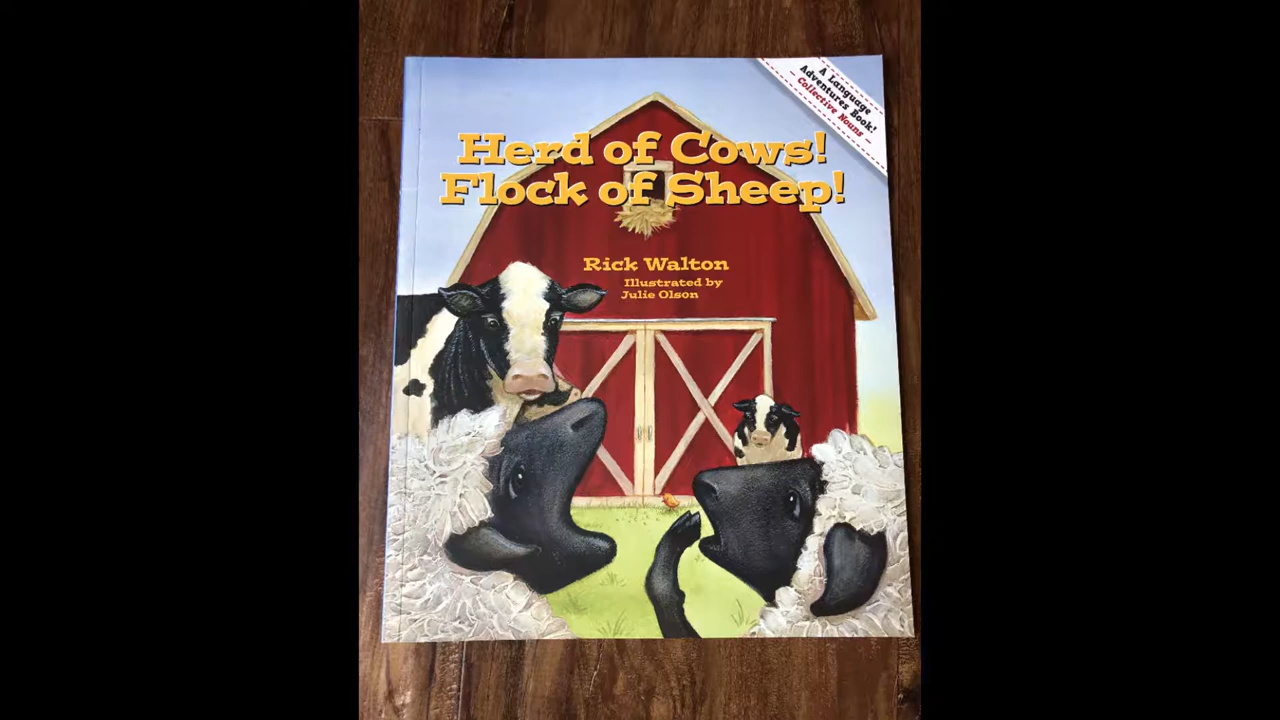 A Language
Adventures Book!
– Collective Nouns –
Herd of Cows!
Flock of Sheep!
Rick Walton
Illustrated by
Julie Olson